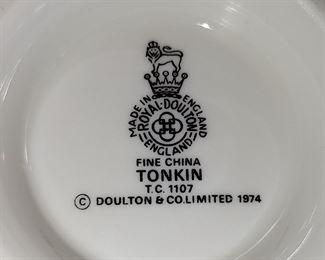 MADE IN ENGLAND
ROYAL·DOULTON
ENGLAND
FINE CHINA
TONKIN
T.C. 1107
© DOULTON & CO. LIMITED 1974